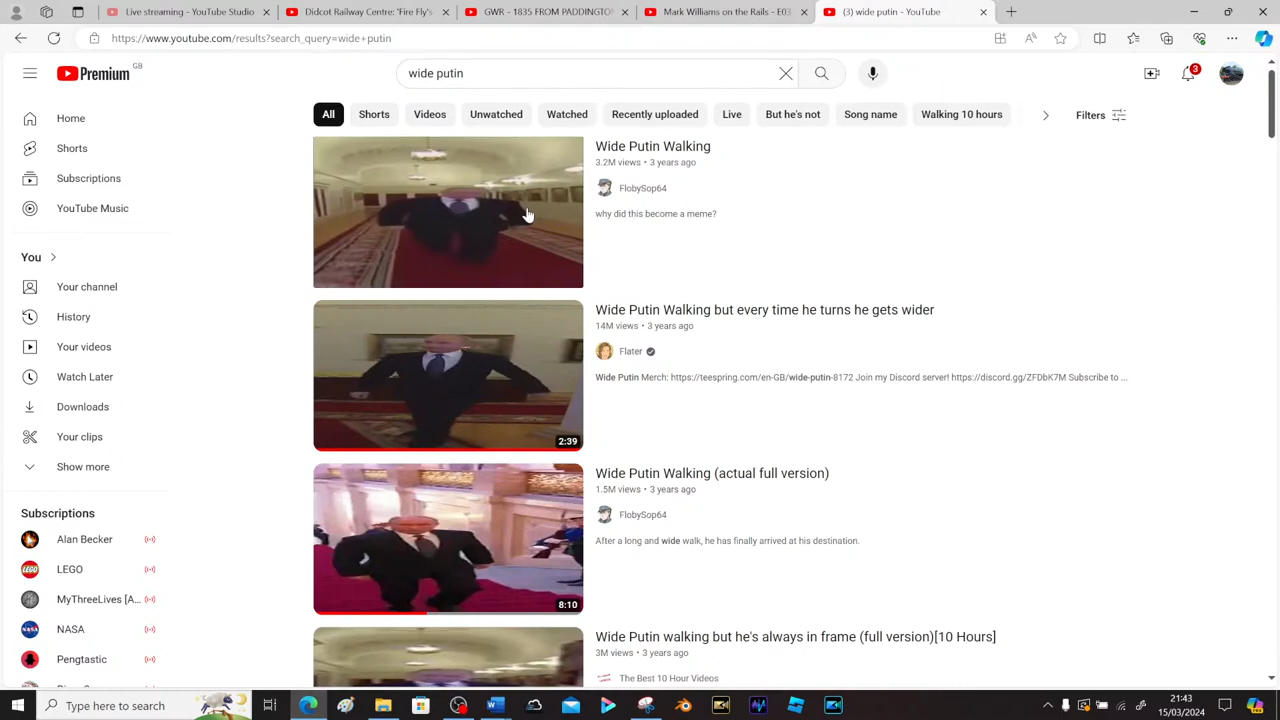 Live streaming - YouTube Studio
Dotcot Railway Centre: "Fire Fly's
GWR - 1835 FROM PADDINGTON
Wide World of Mammals on the Rails - E03
(3) wide putin - YouTube
https://www.youtube.com/results?search_query=wide+putin
Premium GB
wide putin
3
All
Shorts
Videos
Unwatched
Watched
Recently uploaded
Live
But he's not
Song name
Walking 10 hours
Filters
Home
Shorts
Subscriptions
YouTube Music
You
Your channel
History
Your videos
Watch Later
Downloads
Your clips
Show more
Subscriptions
Alan Becker
LEGO
MyThreeLives [A...
NASA
Pengtastic
Wide Putin Walking
3.2M views • 3 years ago
FlobySop64
why did this become a meme?
Wide Putin Walking but every time he turns he gets wider
14M views • 3 years ago
Flater
Wide Putin Merch: https://teespring.com/en-GB/wide-putin-8172 Join my Discord server! https://discord.gg/ZFDbK7M Subscribe to ...
2:39
Wide Putin Walking (actual full version)
1.5M views • 3 years ago
FlobySop64
After a long and wide walk, he has finally arrived at his destination.
8:10
Wide Putin walking but he's always in frame (full version)[10 Hours]
3M views • 3 years ago
The Best 10 Hour Videos
Type here to search
21:43
15/03/2024